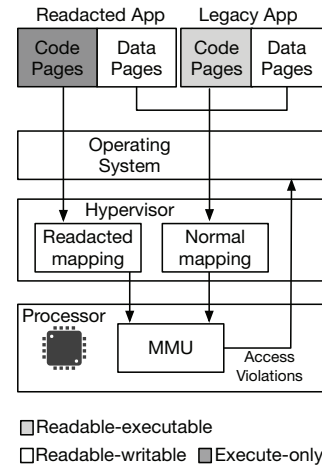 Readacted App Legacy App
Code Pages Data Pages Code Pages Data Pages
Operating System
Hypervisor
Readacted mapping Normal mapping
Processor
MMU
Access Violations
Readable-executable
Readable-writable Execute-only